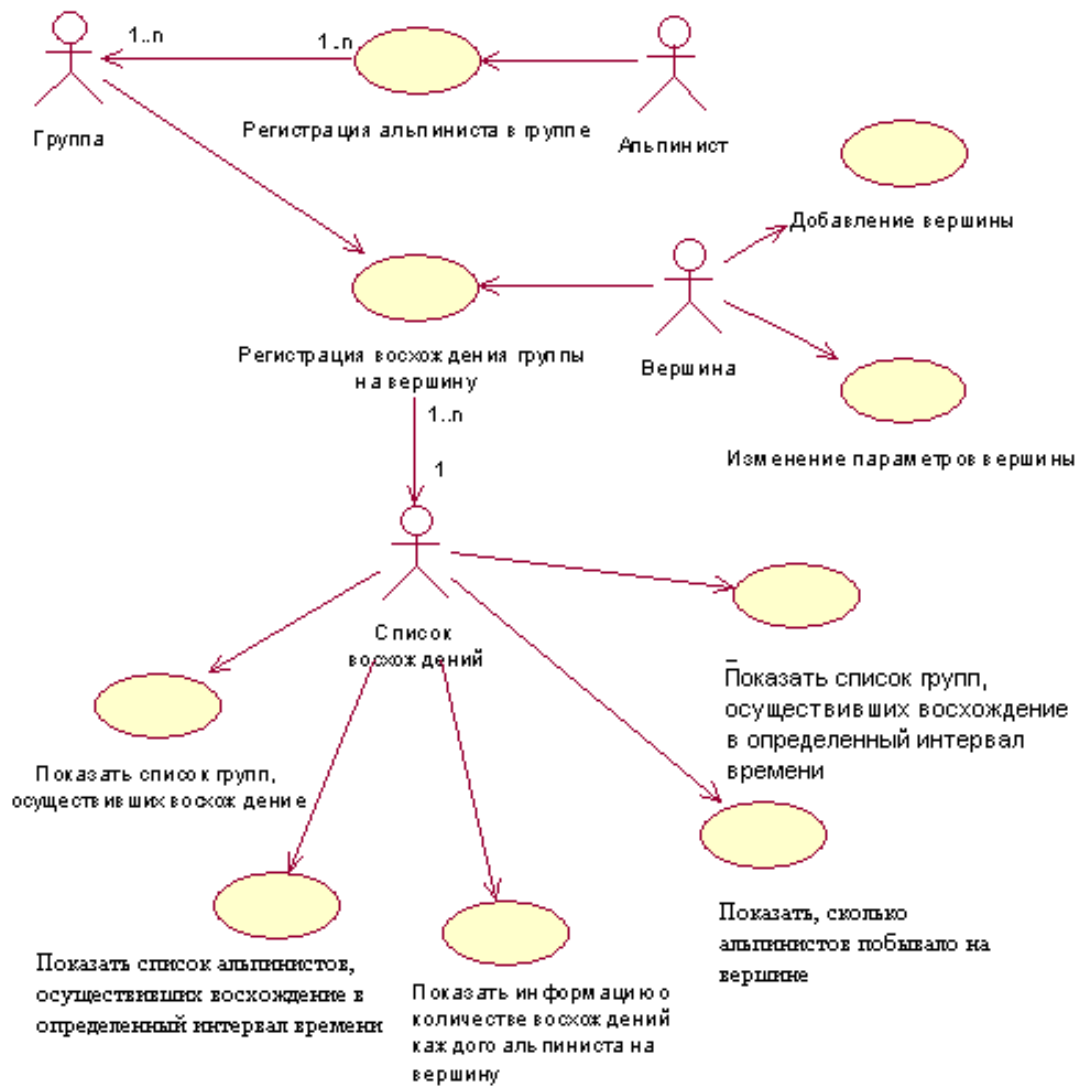 1..n
1..n
Группа
Регистрация альпиниста в группе
Альпинист
Добавление вершины
Регистрация восхождения группы
на вершину
Вершина
1..n
Изменение параметров вершины
1
Список
восхождений
Показать список групп,
осуществивших восхождение
в определенный интервал
времени
Показать список групп,
осуществивших восхождение
Показать, сколько
альпинистов побывало на
вершине
Показать список альпинистов,
осуществивших восхождение в
определенный интервал времени
Показать информацию о
количестве восхождений
каждого альпиниста на
вершину